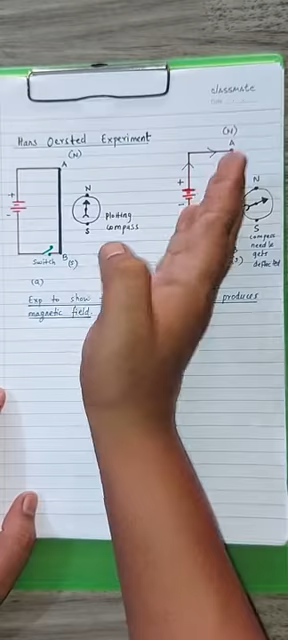 classmate
Hans Oersted Experiment
(N)
A
+
-
N
S
Plotting
compass
Switch
B
(S)
(a)
(N)
A
+
-
N
S
compass
needle
gets
deflected
Exp to show
produces
magnetic field.